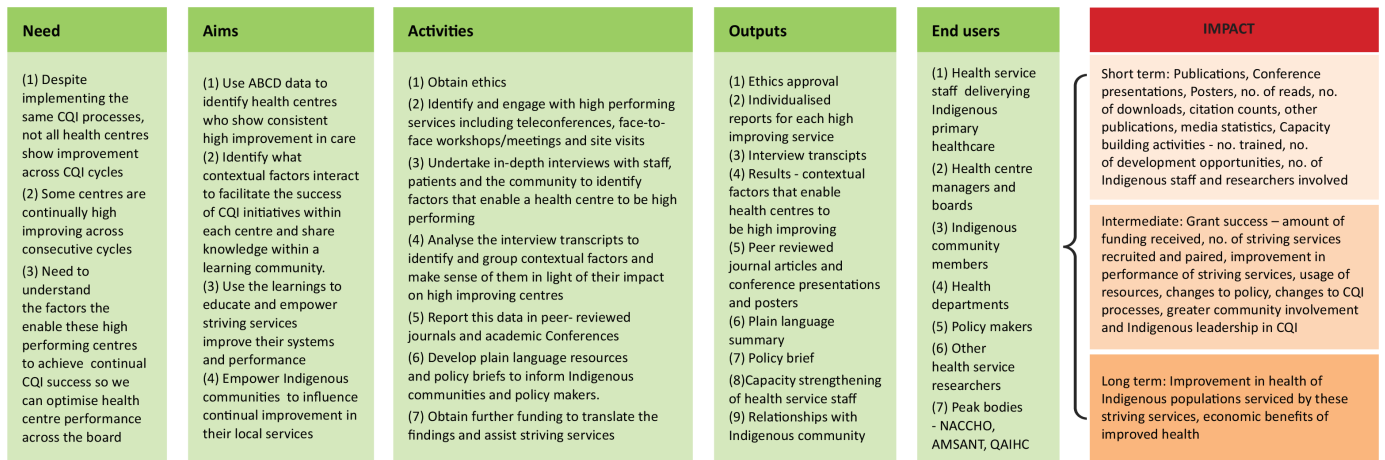 Need
(1) Despite
implementing the
same CQI processes,
not all health centres
show improvement
across CQI cycles
(2) Some centres are
continually high
improving across
consecutive cycles
(3) Need to
understand
the factors the
enable these high
performing centres
to achieve continual
CQI success so we
can optimise health
centre performance
across the board
Aims
(1) Use ABCD data to
identify health centres
who show consistent
high improvement in care
(2) Identify what
contextual factors interact
to facilitate the success
of CQI initiatives within
each centre and share
knowledge within a
learning community.
(3) Use the learnings to
educate and empower
striving services
improve their systems
and performance
(4) Empower Indigenous
communities to influence
continual improvement in
their local services
Activities
(1) Obtain ethics
(2) Identify and engage with high performing
services including teleconferences, face-to-
face workshops/meetings and site visits
(3) Undertake in-depth interviews with staff,
patients and the community to identify
factors that enable a health centre to be high
performing
(4) Analyse the interview transcripts to
identify and group contextual factors and
make sense of them in light of their impact
on high improving centres
(5) Report this data in peer- reviewed
journals and academic Conferences
(6) Develop plain language resources
and policy briefs to inform Indigenous
communities and policy makers.
(7) Obtain further funding to translate the
findings and assist striving services
Outputs
(1) Ethics approval
(2) Individualised
reports for each high
improving service
(3) Interview transcipts
(4) Results - contextual
factors that enable
health centres to
be high improving
(5) Peer reviewed
journal articles and
conference presentations
and posters
(6) Plain language
summary
(7) Policy brief
(8)Capacity strengthening
of health service staff
(9) Relationships with
Indigenous community
End users
(1) Health service
staff deliverying
Indigenous
primary
healthcare
(2) Health centre
managers and
boards
(3) Indigenous
community
members
(4) Health
departments
(5) Policy makers
(6) Other
health service
researchers
(7) Peak bodies
- NACCHO,
AMSANT, QAIHC
IMPACT
Short term: Publications, Conference
presentations, Posters, no. of reads, no.
of downloads, citation counts, other
publications, media statistics, Capacity
building activities - no. trained, no.
of development opportunities, no. of
Indigenous staff and researchers involved
Intermediate: Grant success – amount of
funding received, no. of striving services
recruited and paired, improvement in
performance of striving services, usage of
resources, changes to policy, changes to CQI
processes, greater community involvement
and Indigenous leadership in CQI
Long term: Improvement in health of
Indigenous populations serviced by these
striving services, economic benefits of
improved health